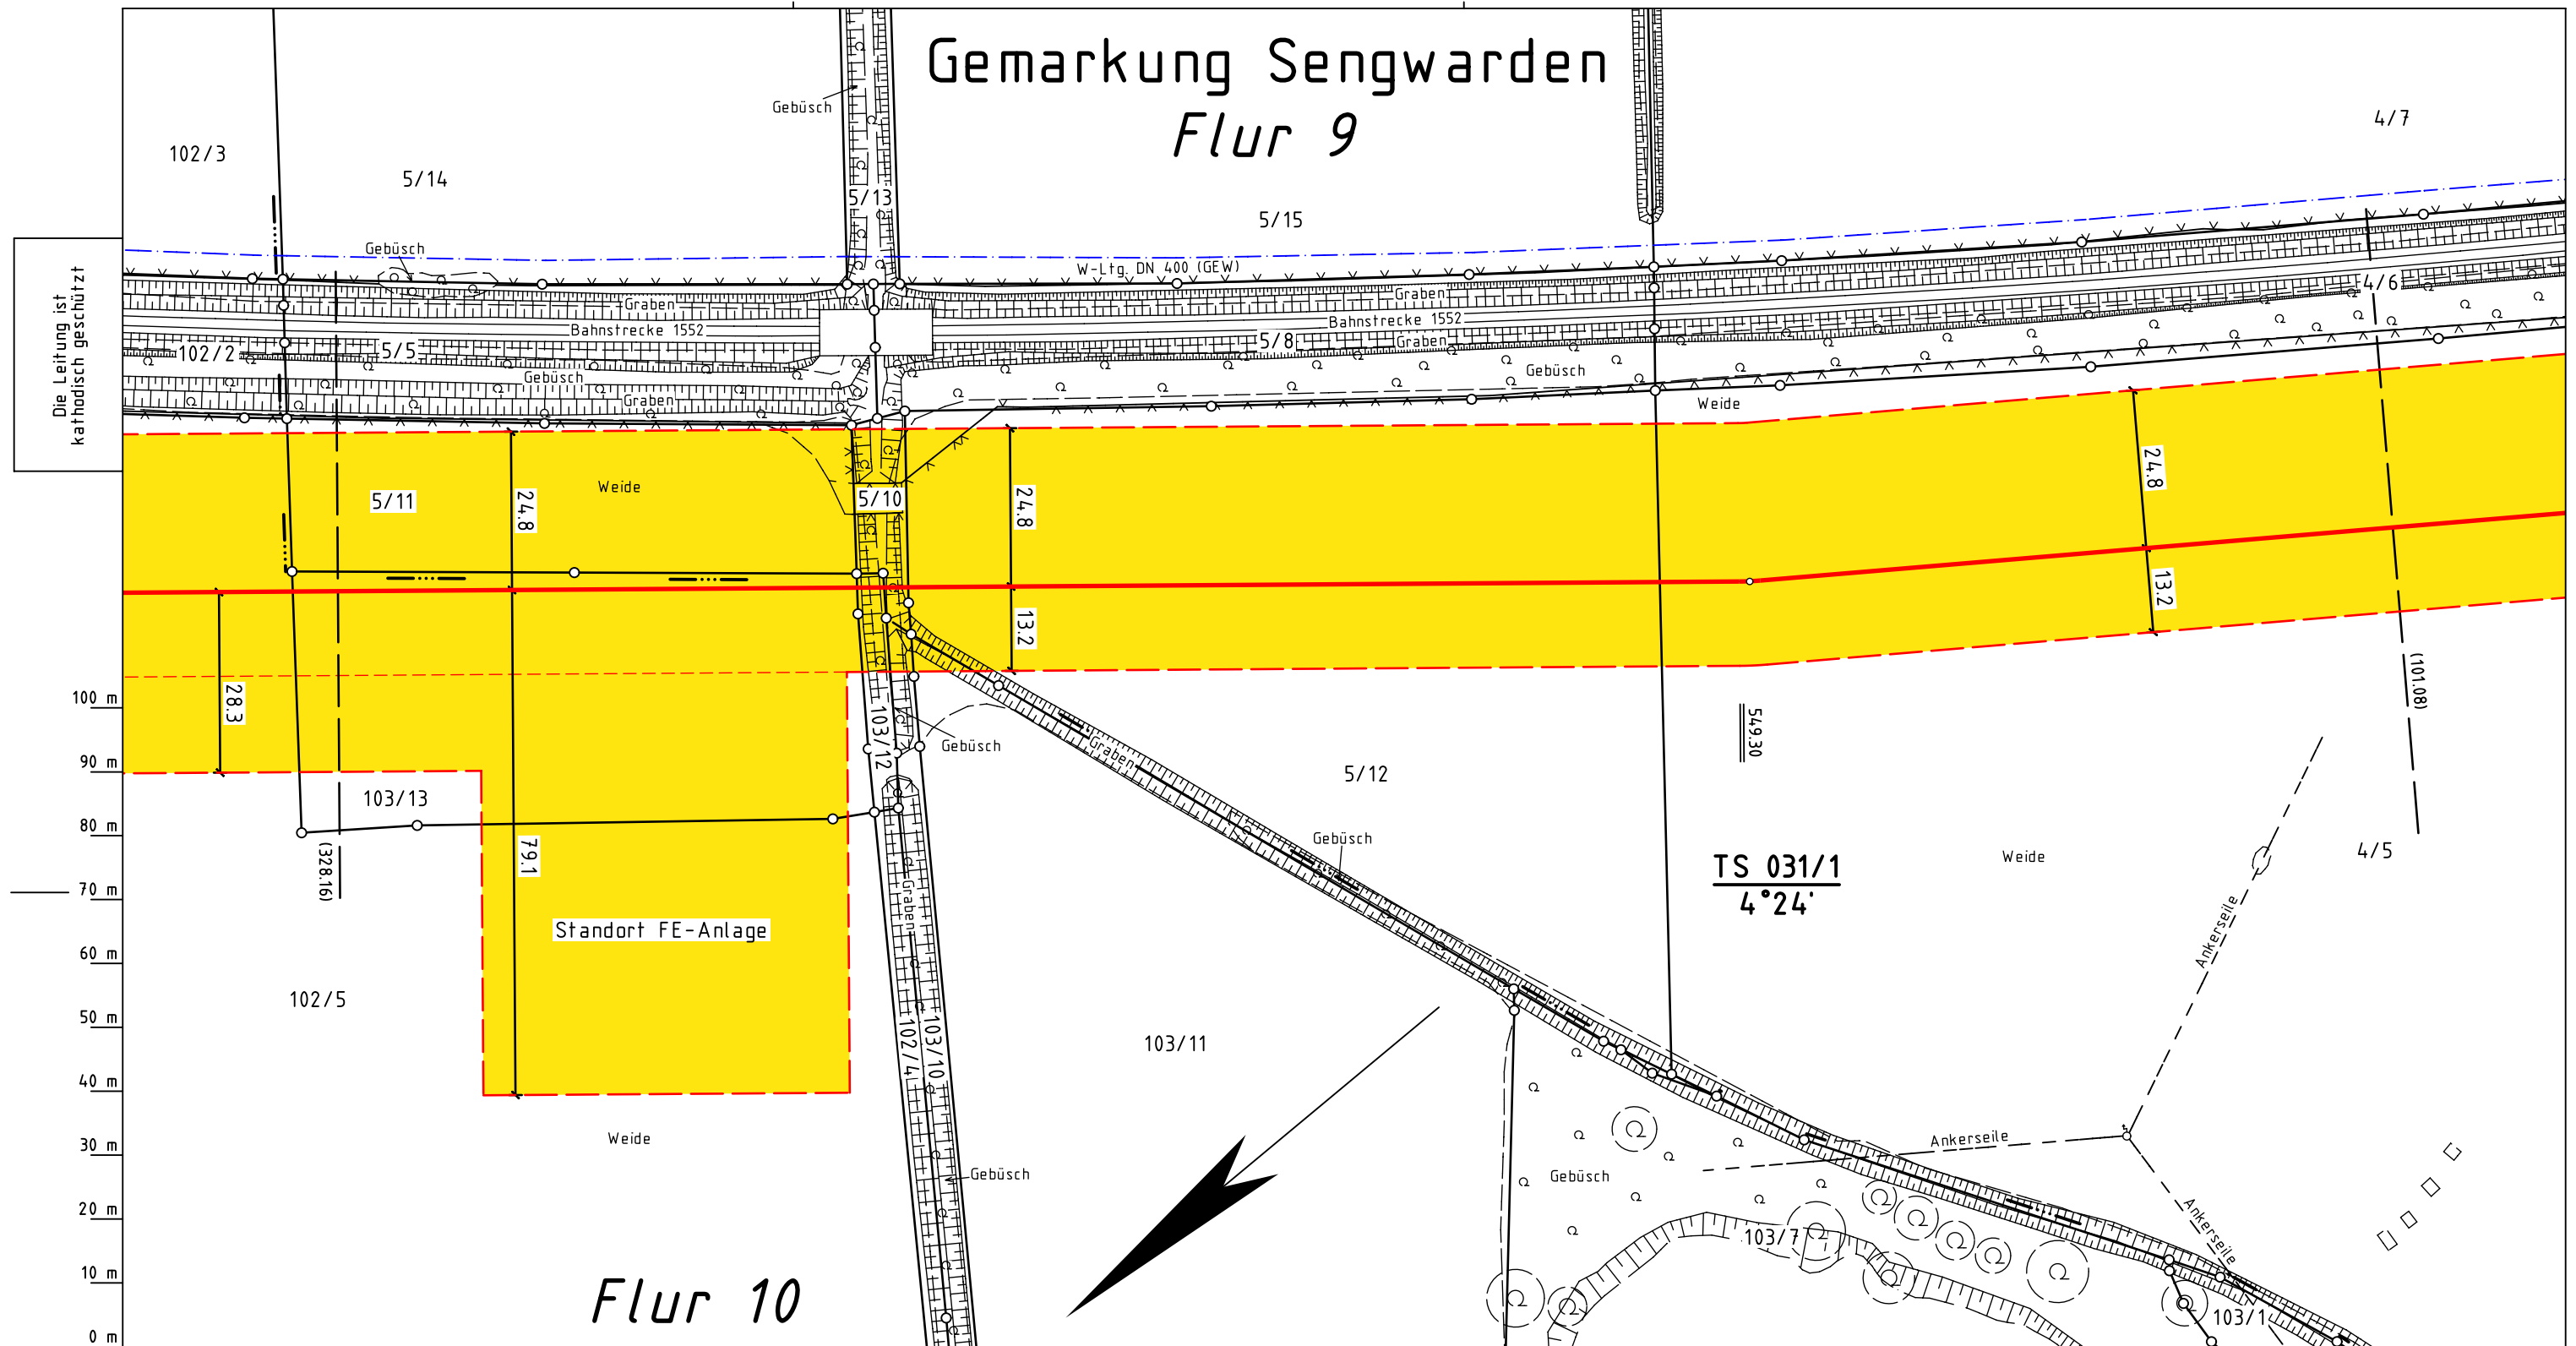 Gemarkung Sengwarden
Flur 9
Gebüsch
4/7
102/3
5/14
5/13
5/15
Gebüsch
Die Leitung ist
kathodisch geschützt
W-Ltg. DN 400 (GEW)
4/6
Graben
Graben
Bahnstrecke 1552
Bahnstrecke 1552
102/2
5/5
5/8
Graben
Gebüsch
Gebüsch
Graben
Weide
5/11
24.8
Weide
5/10
24.8
24.8
13.2
13.2
28.3
100 m
103/12
Gebüsch
Graben
549.30
(101.08)
90 m
5/12
103/13
80 m
(328.16)
79.1
Gebüsch
TS 031/1
4°24'
Weide
4/5
70 m
Graben
Standort FE-Anlage
Ankerseile
60 m
102/5
50 m
102/4
103/10
103/11
40 m
30 m
Weide
Ankerseile
Gebüsch
Gebüsch
20 m
103/7
Ankerseile
10 m
Flur 10
103/1
0 m